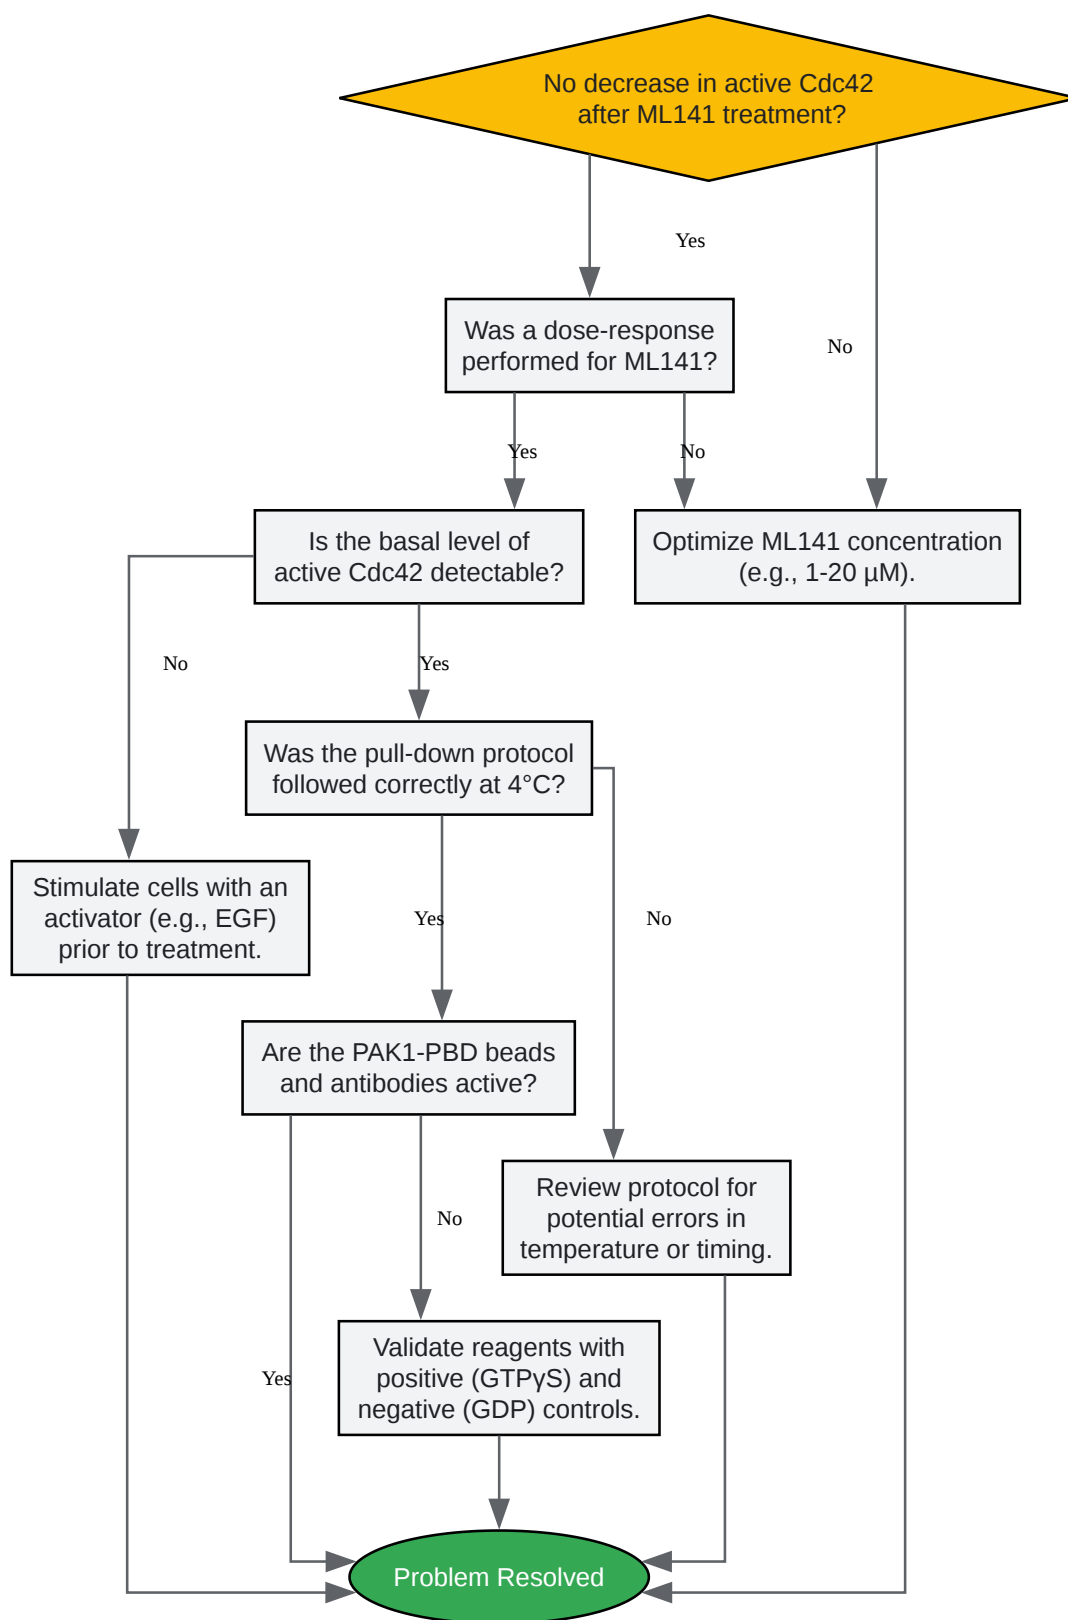 No decrease in active Cdc42
after ML141 treatment?
Yes
No
Was a dose-response
performed for ML141?
Yes
No
Is the basal level of
active Cdc42 detectable?
Optimize ML141 concentration
(e.g., 1-20 µM).
No
Yes
Was the pull-down protocol
followed correctly at 4°C?
Stimulate cells with an
activator (e.g., EGF)
prior to treatment.
Yes
No
Are the PAK1-PBD beads
and antibodies active?
Review protocol for
potential errors in
temperature or timing.
No
Validate reagents with
positive (GTPγS) and
negative (GDP) controls.
Yes
Problem Resolved